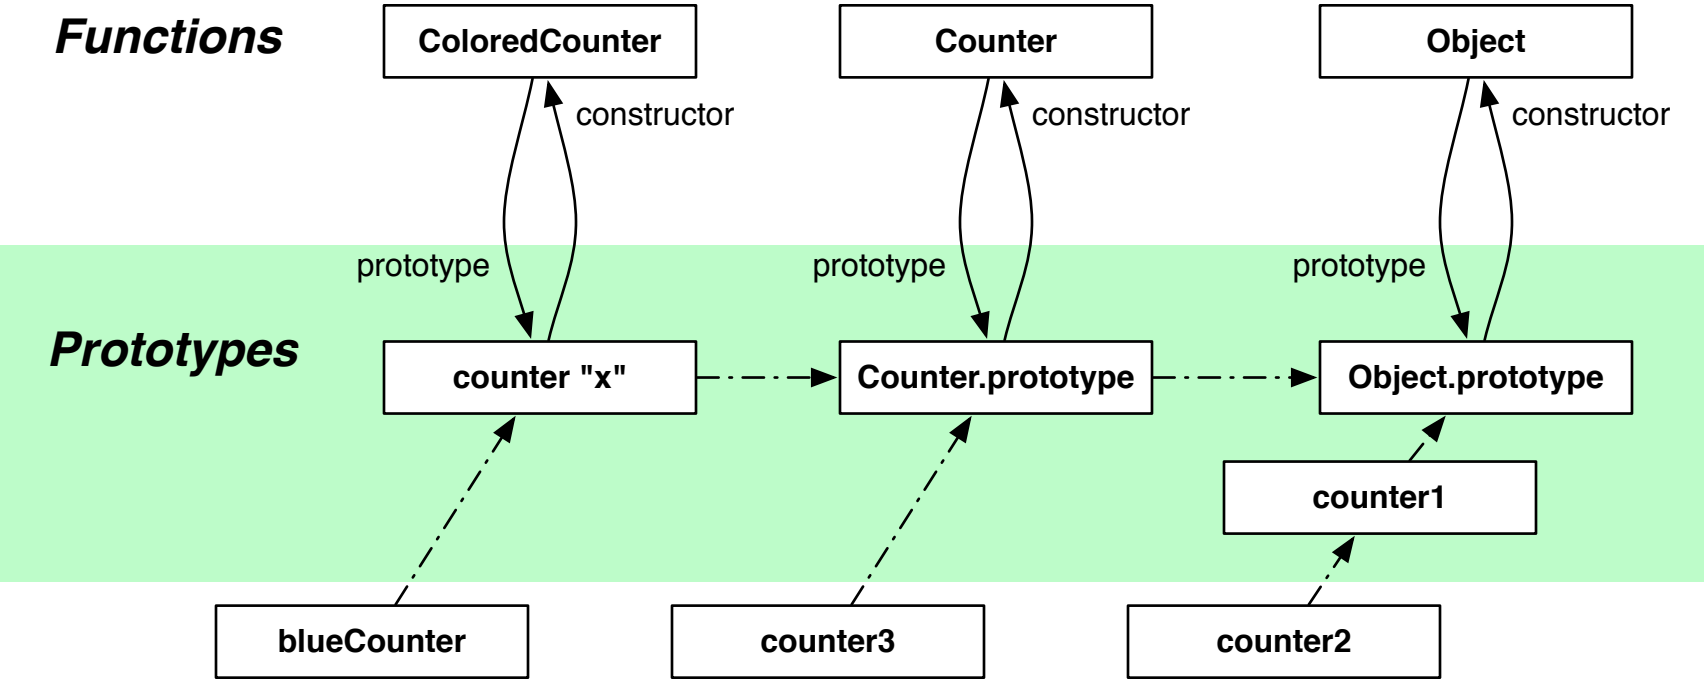 Functions
ColoredCounter
Counter
Object
constructor
constructor
constructor
prototype
prototype
prototype
Prototypes
counter "x"
Counter.prototype
Object.prototype
counter1
blueCounter
counter3
counter2